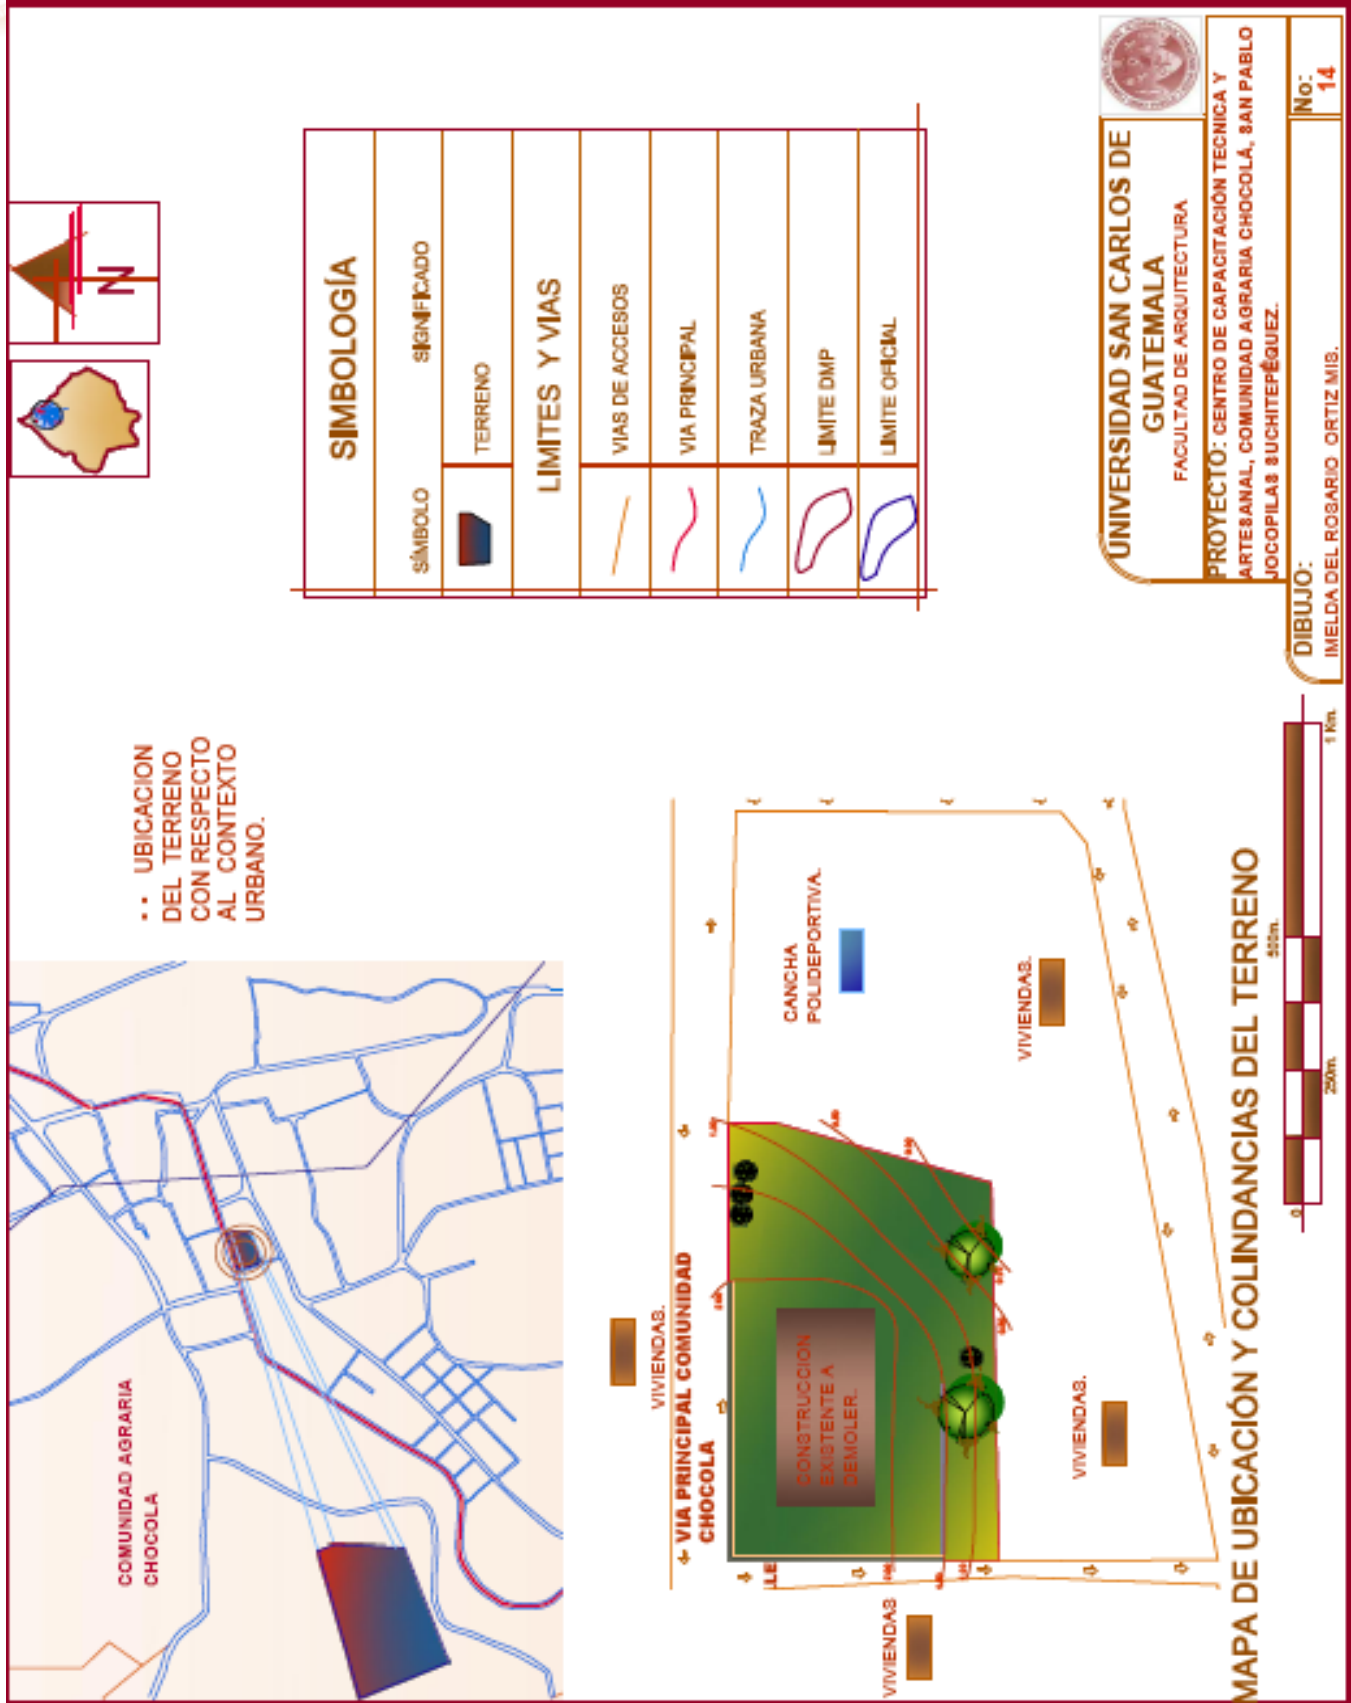 COMUNIDAD AGRARIA
CHOCOLA
•• UBICACION
DEL TERRENO
CON RESPECTO
AL CONTEXTO
URBANO.
N
SIMBOLOGÍA
SÍMBOLO SIGNIFICADO
TERRENO
LIMITES Y VIAS
VIAS DE ACCESOS
VIA PRINCIPAL
TRAZA URBANA
LIMITE DMP
LIMITE OFICIAL
VIVIENDAS.
VIA PRINCIPAL COMUNIDAD
CHOCOLA
CANCHA
POLIDEPORTIVA.
CONSTRUCCION
EXISTENTE A
DEMOLER.
LLE
VIVIENDAS
VIVIENDAS.
VIVIENDAS.
MAPA DE UBICACIÓN Y COLINDANCIAS DEL TERRENO
0 250m. 500m. 1 Km.
UNIVERSIDAD SAN CARLOS DE
GUATEMALA
FACULTAD DE ARQUITECTURA
PROYECTO: CENTRO DE CAPACITACIÓN TECNICA Y
ARTESANAL, COMUNIDAD AGRARIA CHOCOLÁ, SAN PABLO
JOCOPILAS SUCHITEPÉQUEZ.
DIBUJO:
IMELDA DEL ROSARIO ORTIZ MIS.
No:
14